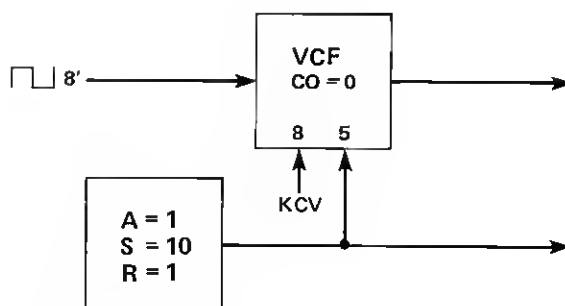 8'
VCF
CO = 0
8 5
KCV
A = 1
S = 10
R = 1